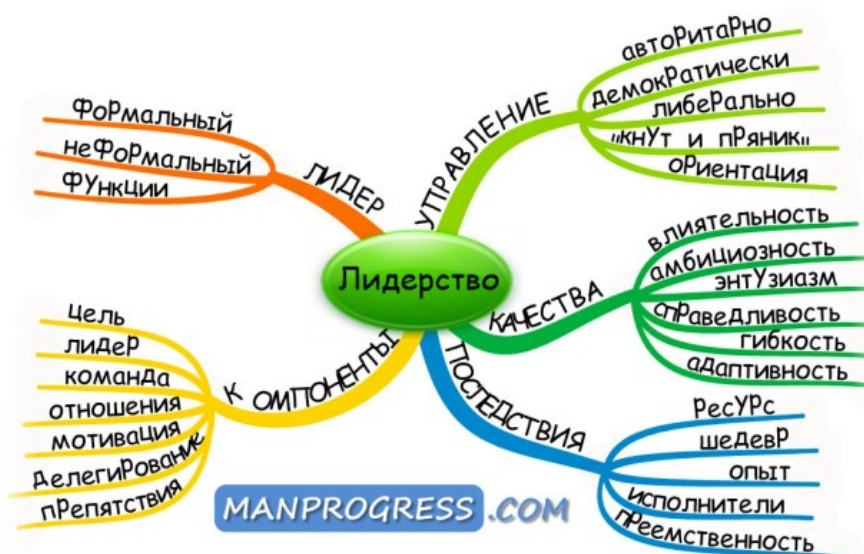 Лидерство
ЛИДЕР
ФоРмальный
неФоРмальный
ФУнкЦии
УПРАВЛЕНИЕ
автоРитаРно
ДемокРатически
либеРально
„кнУт и пРяник„
оРиентаЦия
КАЧЕСТВА
влиятельность
амбиЦиозность
энтУзиазм
спРавеДливость
гибкость
аДаптивность
ПОСЛЕДСТВИЯ
РесУРс
шеДевР
опыт
исполнители
пРеемственность
К ОМПОНЕНТЫ
Цель
лиДеР
команДа
отношения
мотиваЦия
ДелегиРование
пРепятствия
MANPROGRESS .COM